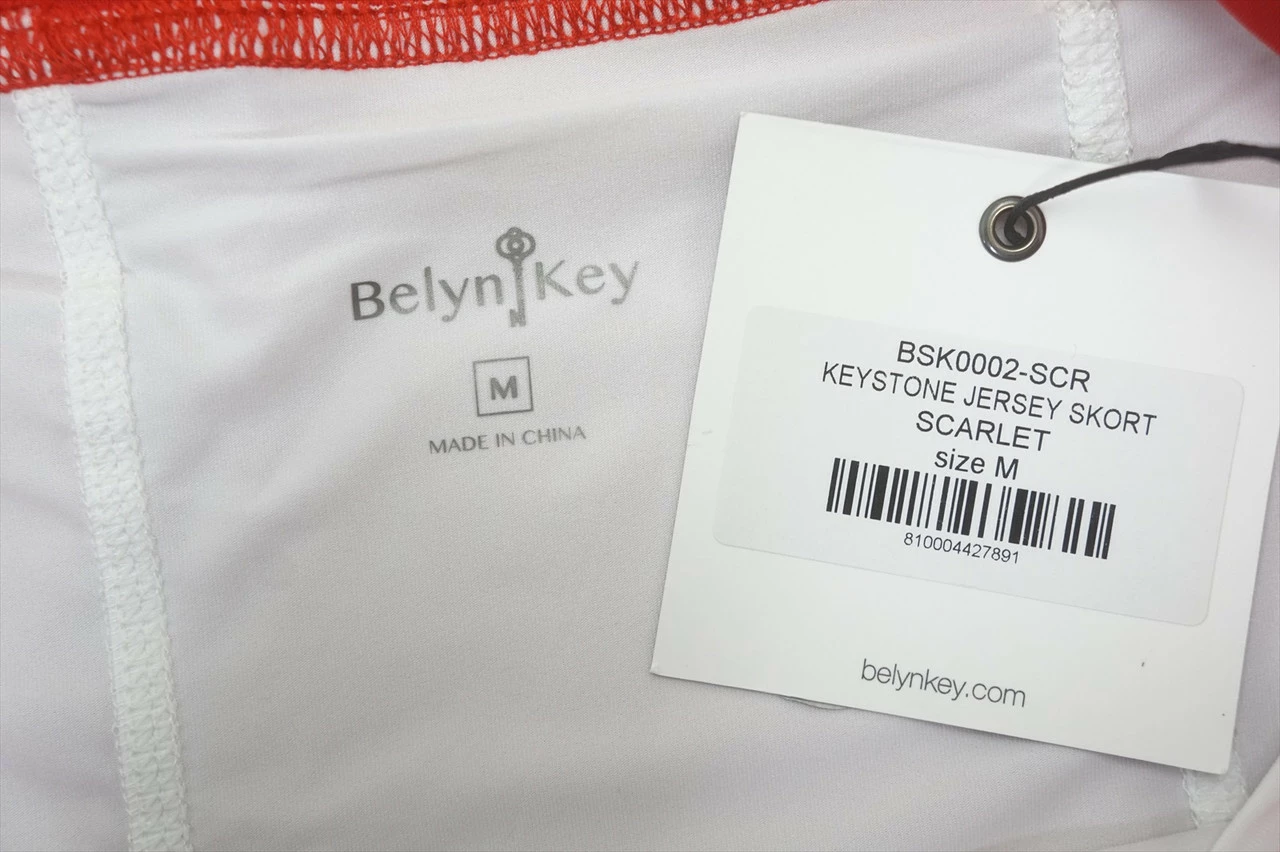 Belyn Key
M
MADE IN CHINA
BSK0002-SCR
KEYSTONE JERSEY SKORT
SCARLET
size M
810004427891
belynkey.com